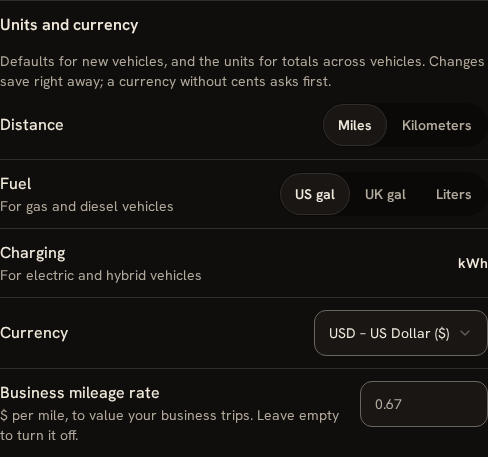 Units and currency
Defaults for new vehicles, and the units for totals across vehicles. Changes
save right away; a currency without cents asks first.
Distance
Miles
Kilometers
Fuel
For gas and diesel vehicles
US gal
UK gal
Liters
Charging
For electric and hybrid vehicles
kWh
Currency
USD – US Dollar ($)
Business mileage rate
$ per mile, to value your business trips. Leave empty
to turn it off.
0.67